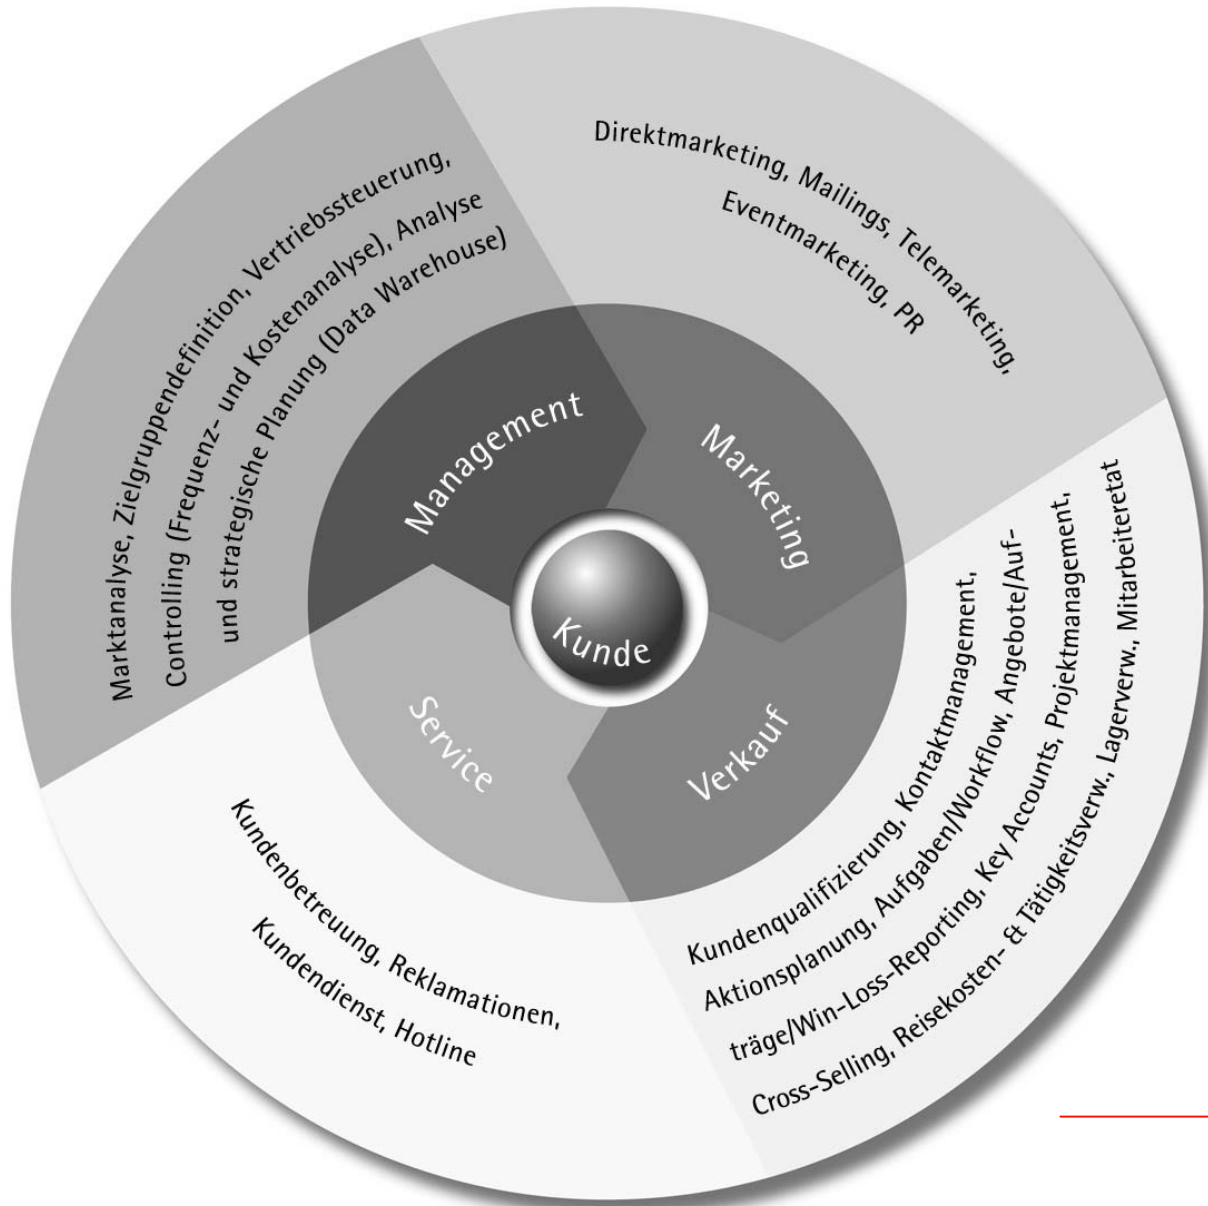 Marktanalyse, Zielgruppendefinition, Vertriebssteuerung,
Controlling (Frequenz- und Kostenanalyse), Analyse
und strategische Planung (Data Warehouse)
Direktmarketing, Mailings, Telemarketing,
Eventmarketing, PR
Management
Marketing
Kunde
Service
Verkauf
Kundenqualifizierung, Kontaktmanagement,
Aktionsplanung, Aufgaben/Workflow, Angebote/Auf-
träge/Win-Loss-Reporting, Key Accounts, Projektmanagement,
Cross-Selling, Reisekosten- & Tätigkeitsverw., Lagerverw., Mitarbeiteretat
Kundenbetreuung, Reklamationen,
Kundendienst, Hotline